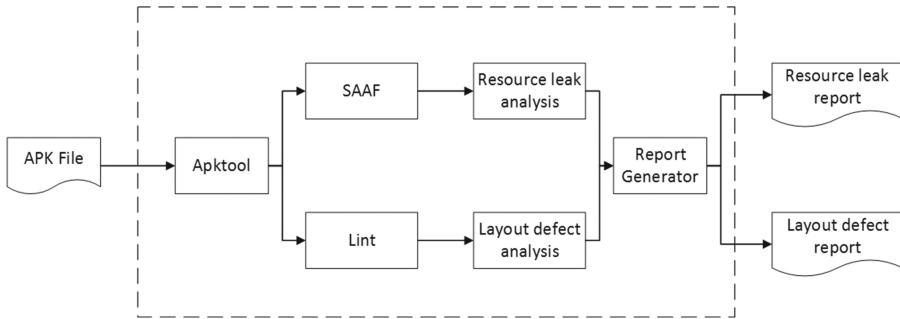 APK File
Apktool
SAAF
Lint
Resource leak
analysis
Layout defect
analysis
Report
Generator
Resource leak
report
Layout defect
report